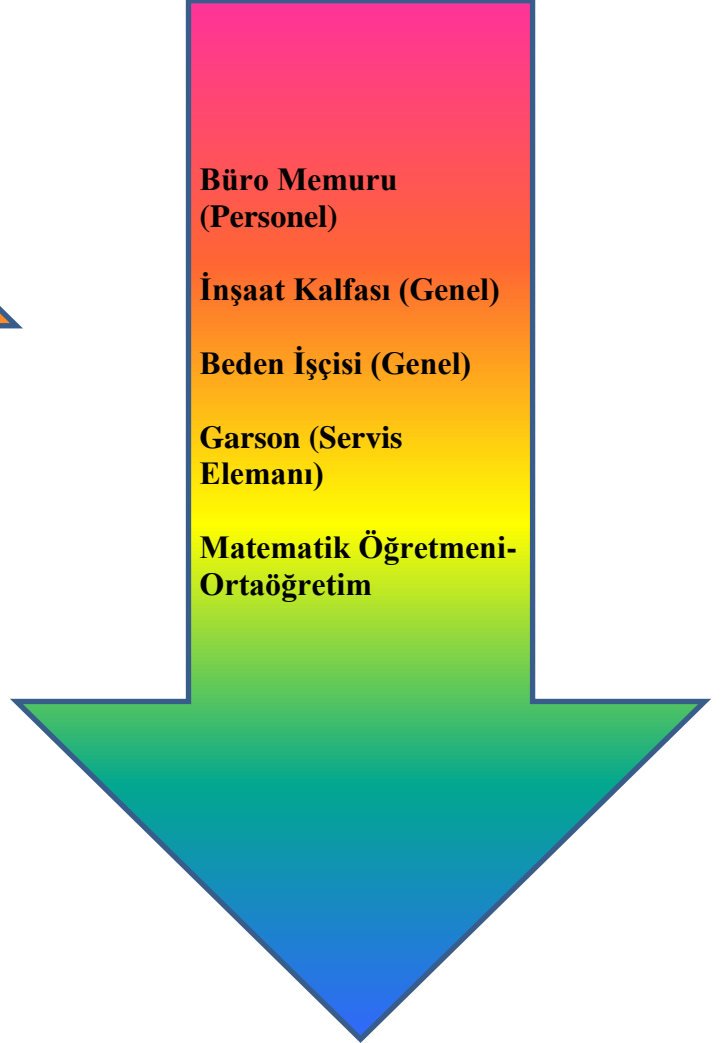 Büro Memuru
(Personel)
İnşaat Kalfası (Genel)
Beden İşçisi (Genel)
Garson (Servis
Elemanı)
Matematik Öğretmeni-
Ortaöğretim